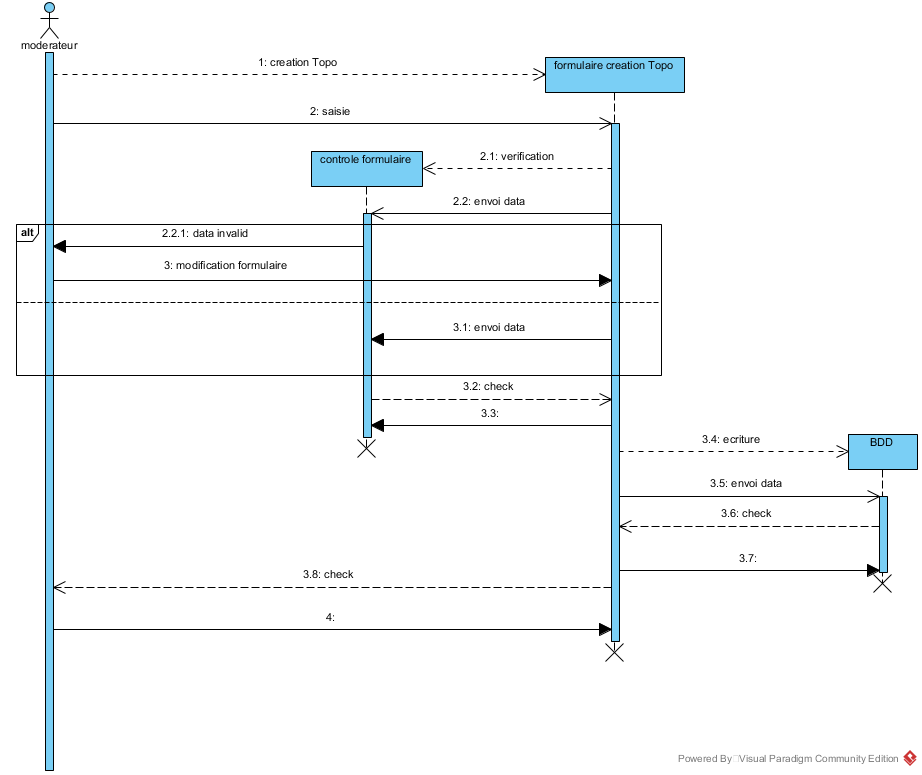 moderateur
1: creation Topo
formulaire creation Topo
2: saisie
controle formulaire
2.1: verification
2.2: envoi data
alt
2.2.1: data invalid
3: modification formulaire
3.1: envoi data
3.2: check
3.3:
3.4: ecriture
BDD
3.5: envoi data
3.6: check
3.7:
3.8: check
4:
Powered By Visual Paradigm Community Edition